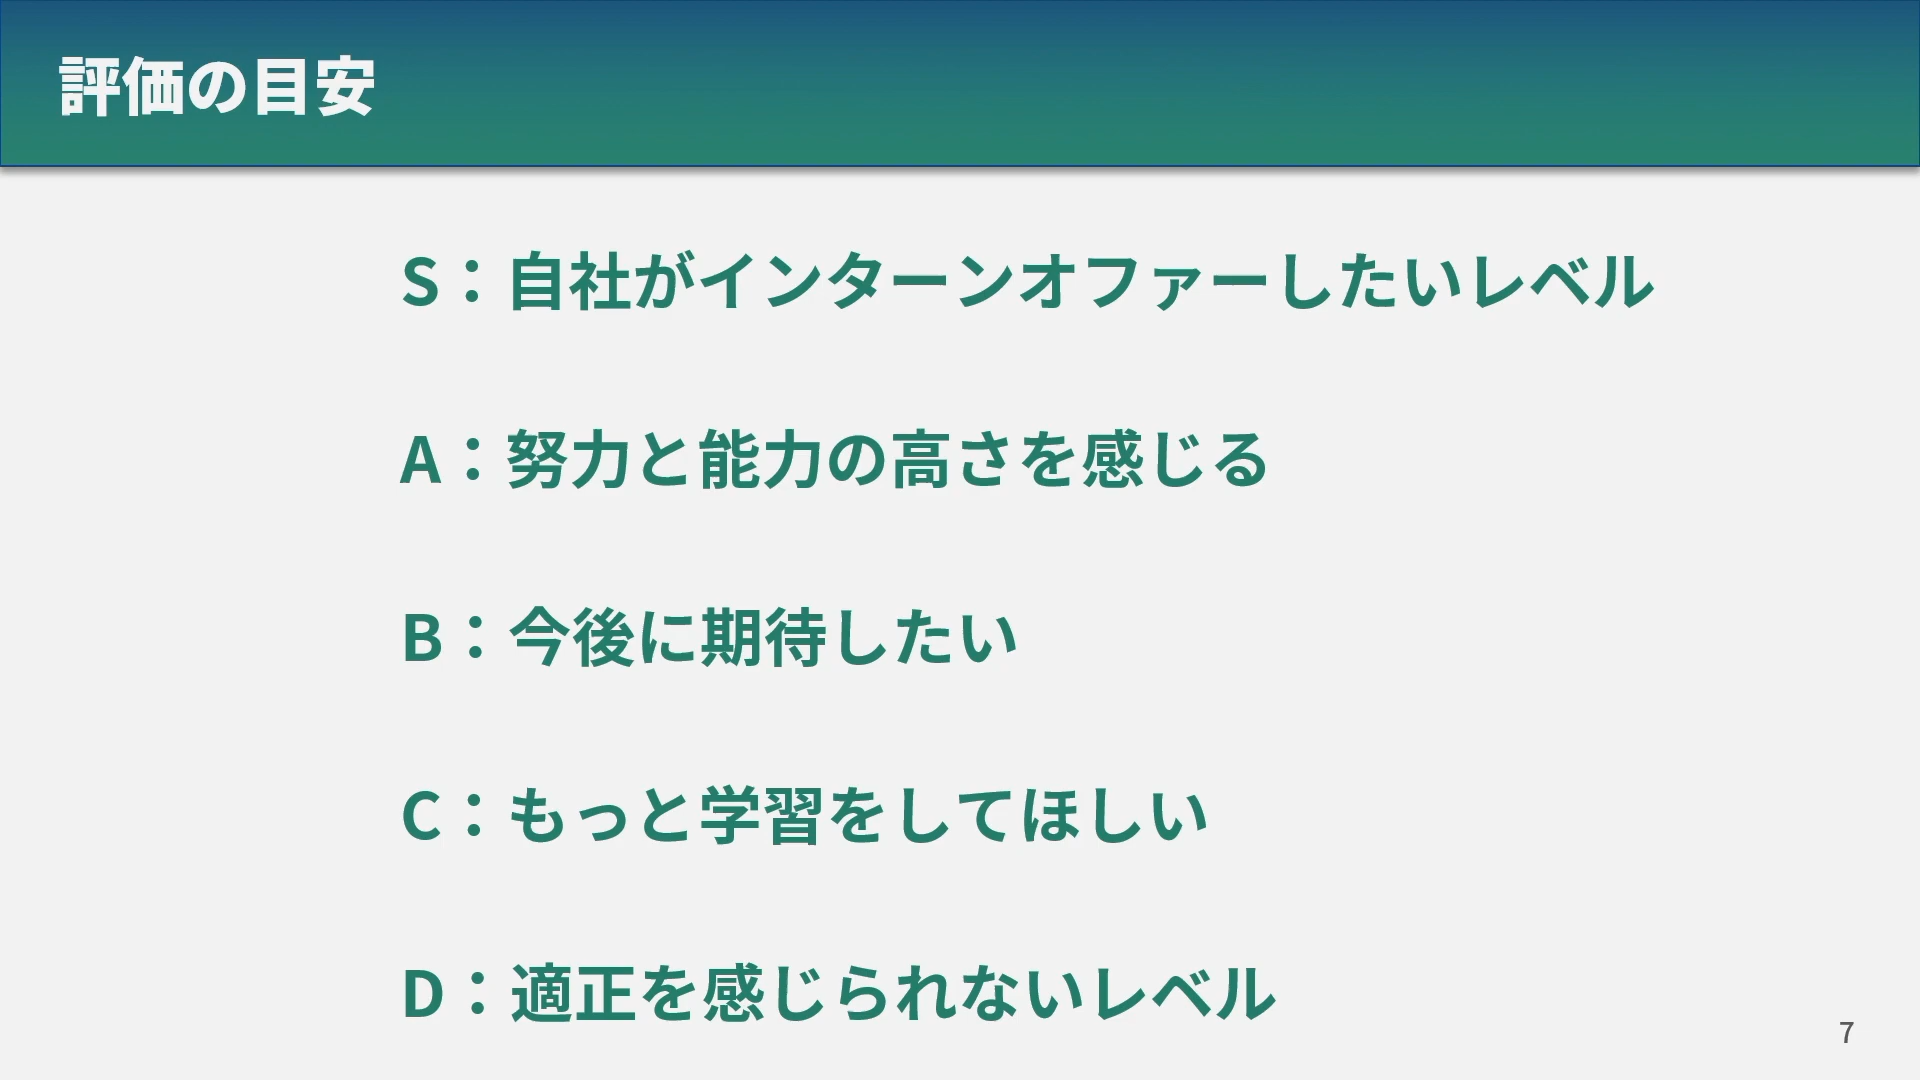 評価の目安
S：自社がインターンオファーしたいレベル
A：努力と能力の高さを感じる
B：今後に期待したい
C：もっと学習をしてほしい
D：適正を感じられないレベル
7